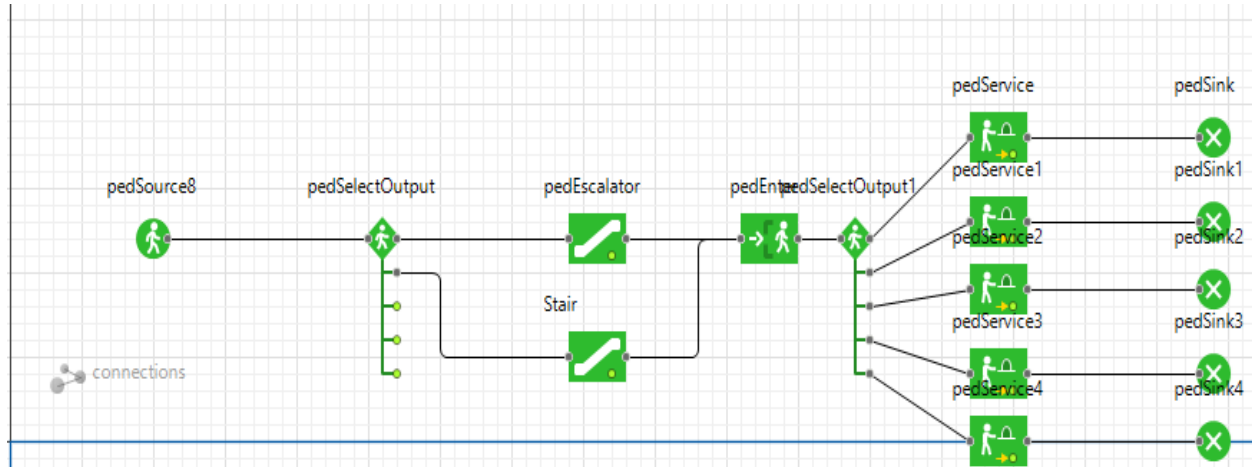 pedService
pedSink
pedService1
pedSink1
pedSource8
pedSelectOutput
pedEscalator
pedEnter
pedSelectOutput1
pedService2
pedSink2
Stair
pedService3
pedSink3
connections
pedService4
pedSink4